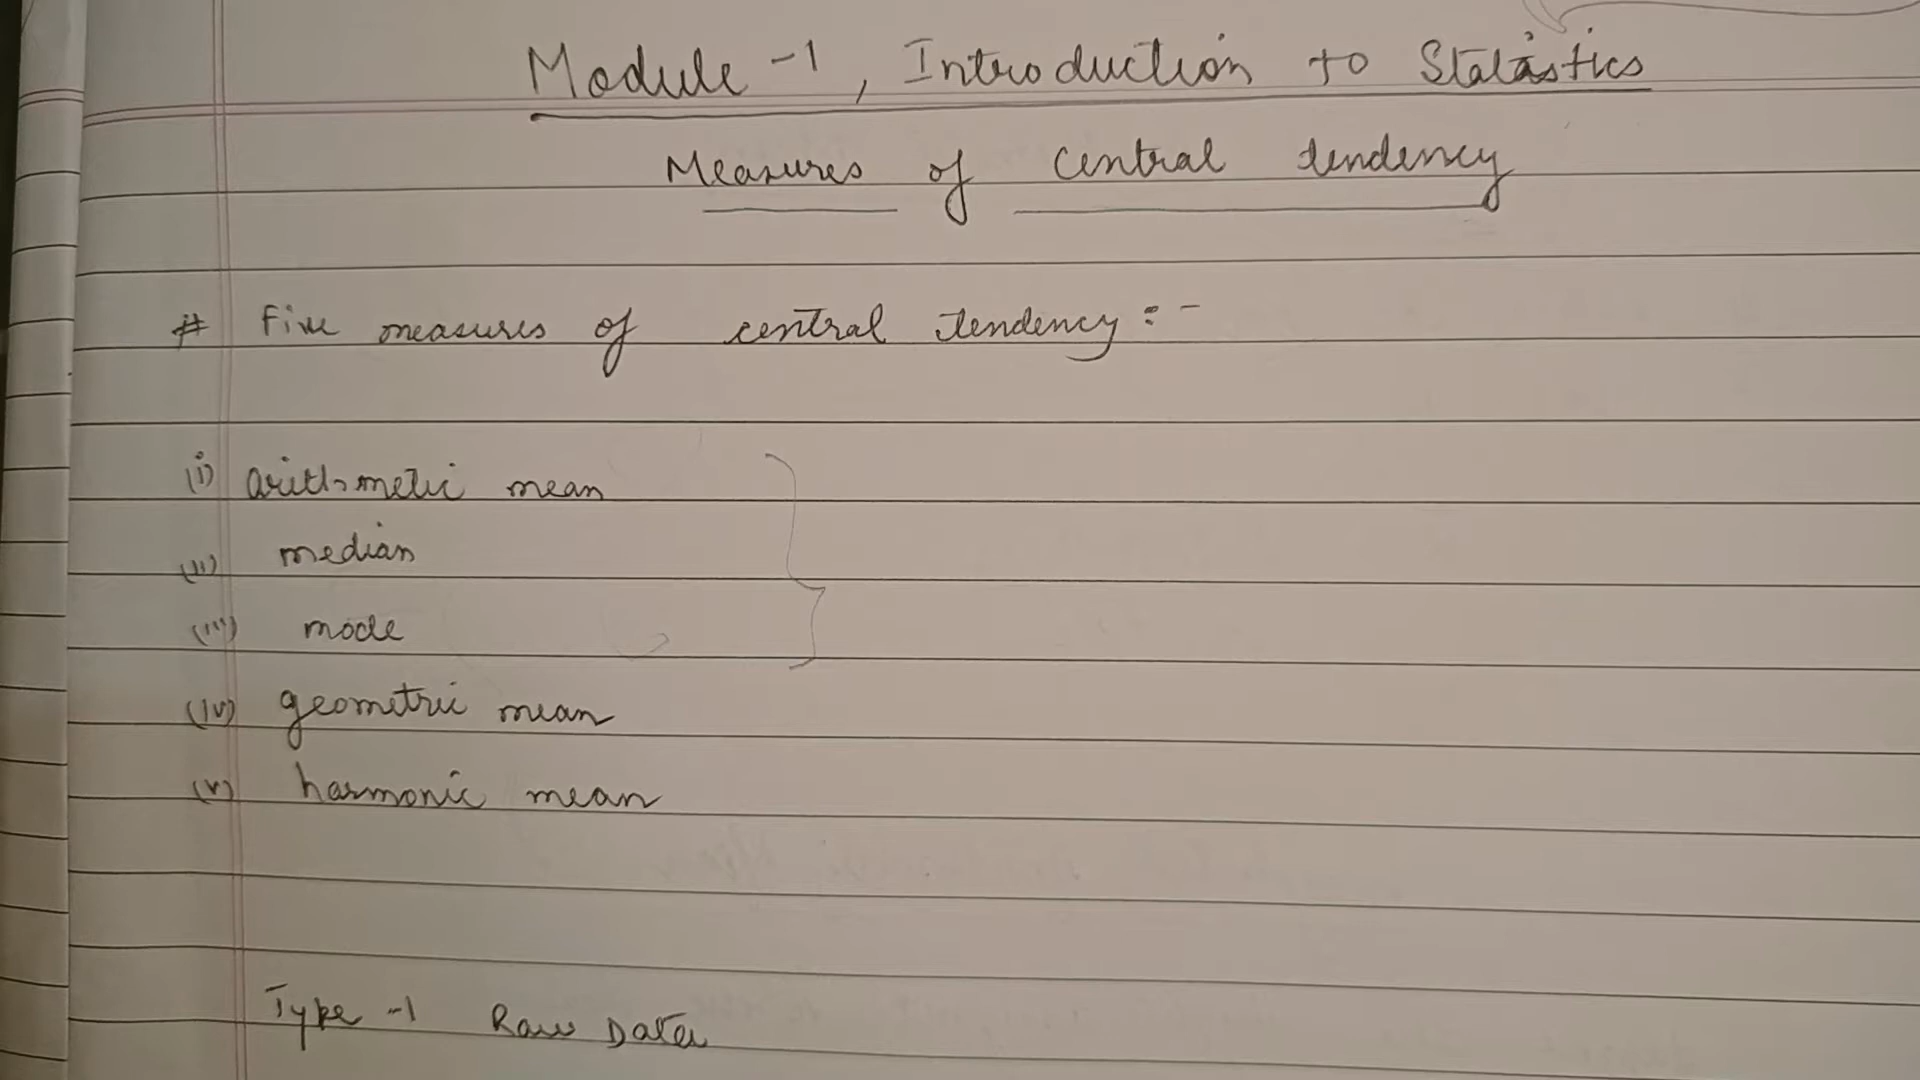 Module -1, Introduction to Statistics
Measures of central tendency
# Five measures of central tendency :-
(i) arithmetic mean
(ii) median
(iii) mode
(iv) geometric mean
(v) harmonic mean
Type -1 Raw Data